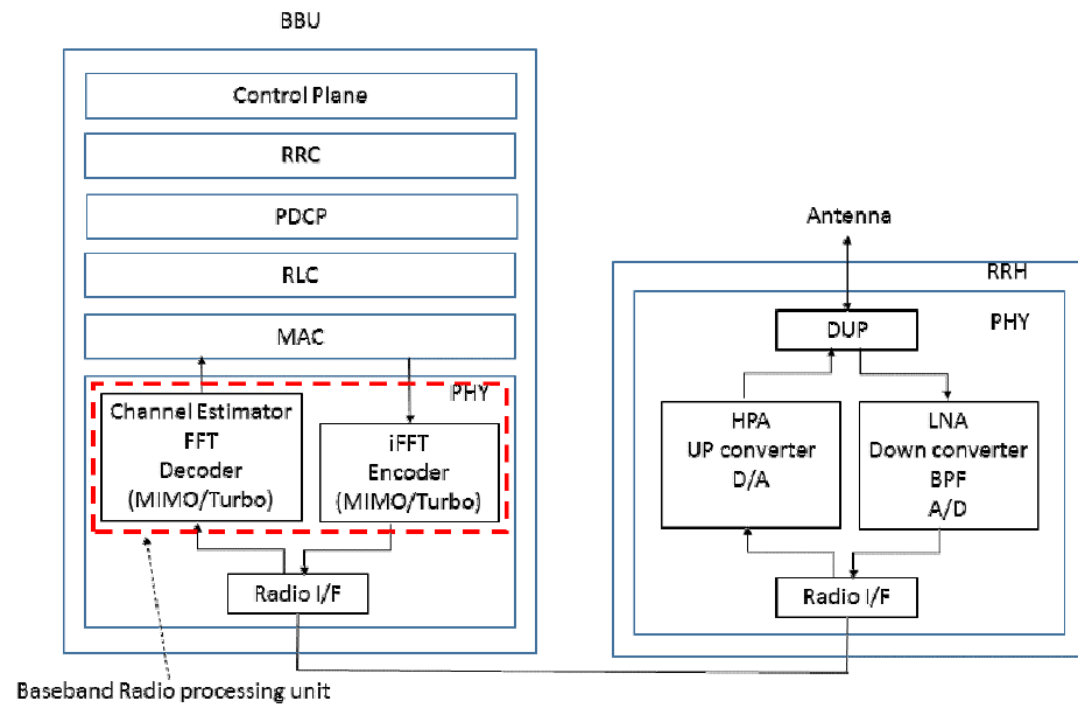 BBU
Control Plane
RRC
PDCP
RLC
MAC
PHY
Channel Estimator
FFT
Decoder
(MIMO/Turbo)
iFFT
Encoder
(MIMO/Turbo)
Radio I/F
Baseband Radio processing unit
Antenna
RRH
PHY
DUP
HPA
UP converter
D/A
LNA
Down converter
BPF
A/D
Radio I/F